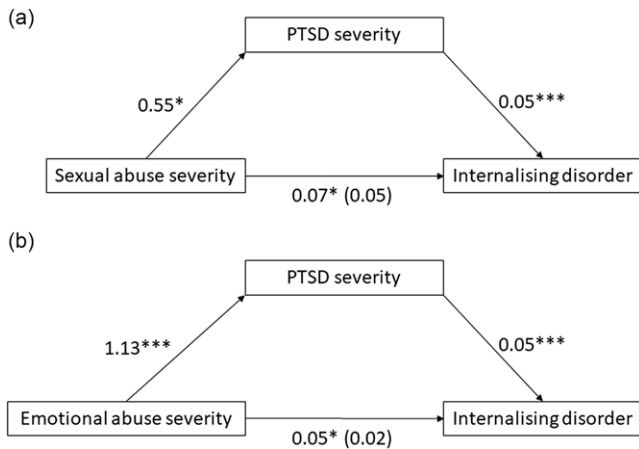 (a)
PTSD severity
0.55*
0.05***
Sexual abuse severity
Internalising disorder
0.07* (0.05)
(b)
PTSD severity
1.13***
0.05***
Emotional abuse severity
Internalising disorder
0.05* (0.02)